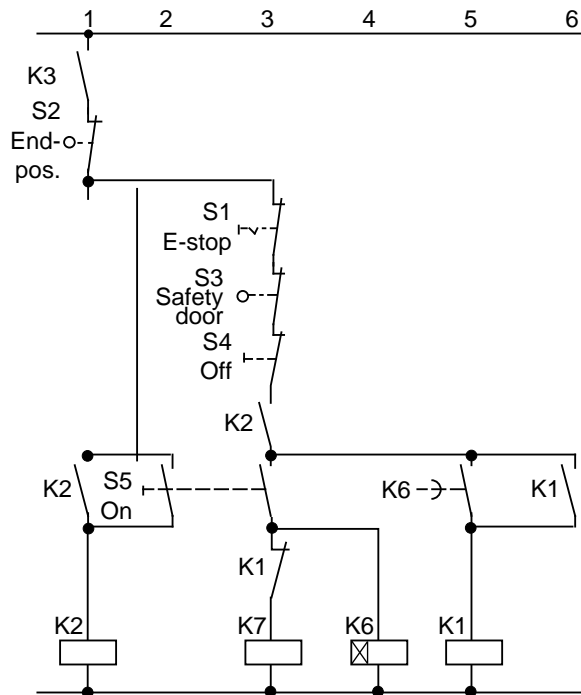 1 2 3 4 5 6
K3
S2
End-
pos.
S1
E-stop
S3
Safety
door
S4
Off
K2
K2
S5
On
K6
K1
K1
K2
K7
K6
K1